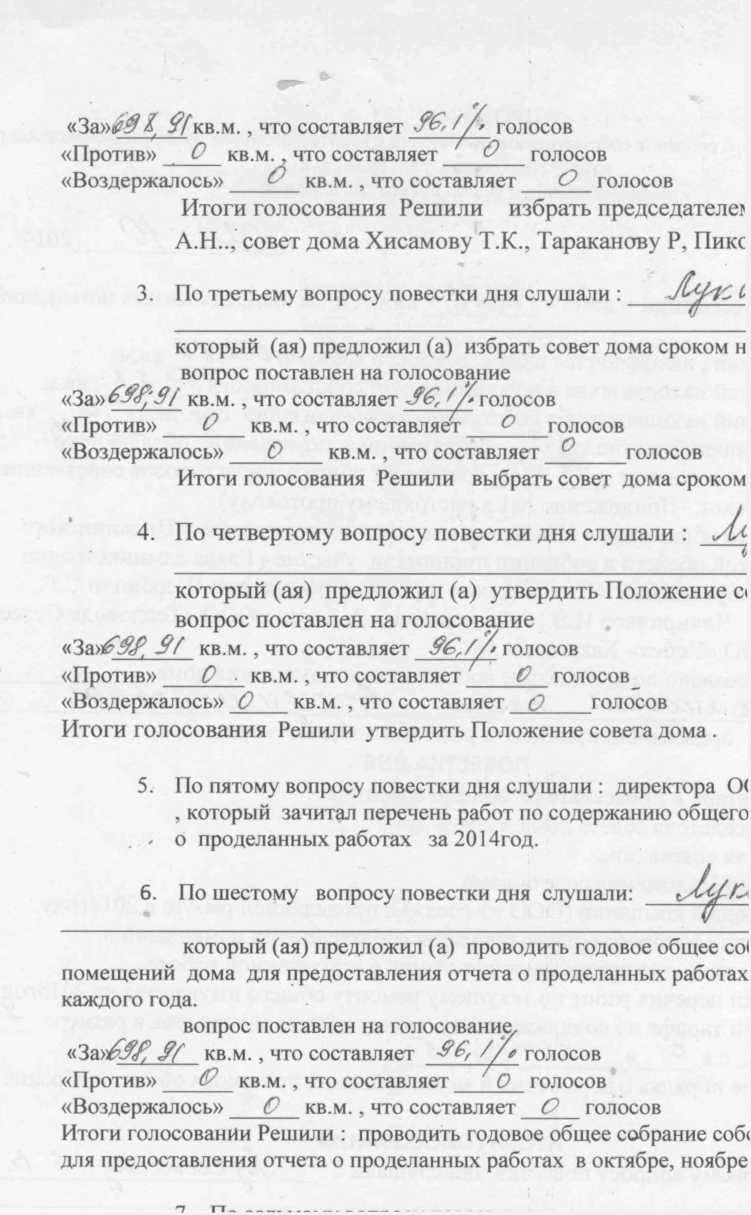 «За» 698,91 кв.м. , что составляет 96,1% голосов
«Против» 0 кв.м. , что составляет 0 голосов
«Воздержалось» 0 кв.м. , что составляет 0 голосов
Итоги голосования Решили избрать председателем
А.Н.., совет дома Хисамову Т.К., Тараканову Р, Пико
3. По третьему вопросу повестки дня слушали :
который (ая) предложил (а) избрать совет дома сроком н
вопрос поставлен на голосование
«За» 698,91 кв.м. , что составляет 96,1% голосов
«Против» 0 кв.м. , что составляет 0 голосов
«Воздержалось» 0 кв.м. , что составляет 0 голосов
Итоги голосования Решили выбрать совет дома сроком
4. По четвертому вопросу повестки дня слушали :
который (ая) предложил (а) утвердить Положение со
вопрос поставлен на голосование
«За» 698,91 кв.м. , что составляет 96,1% голосов
«Против» 0 кв.м. , что составляет 0 голосов
«Воздержалось» 0 кв.м. , что составляет 0 голосов
Итоги голосования Решили утвердить Положение совета дома .
5. По пятому вопросу повестки дня слушали : директора ОО
, который зачитал перечень работ по содержанию общего
о проделанных работах за 2014год.
6. По шестому вопросу повестки дня слушали: Лук
который (ая) предложил (а) проводить годовое общее со
помещений дома для предоставления отчета о проделанных работах
каждого года.
вопрос поставлен на голосование.
«За» 698,91 кв.м. , что составляет 96,1% голосов
«Против» 0 кв.м. , что составляет 0 голосов
«Воздержалось» 0 кв.м. , что составляет 0 голосов
Итоги голосовании Решили : проводить годовое общее собрание собс
для предоставления отчета о проделанных работах в октябре, ноябре